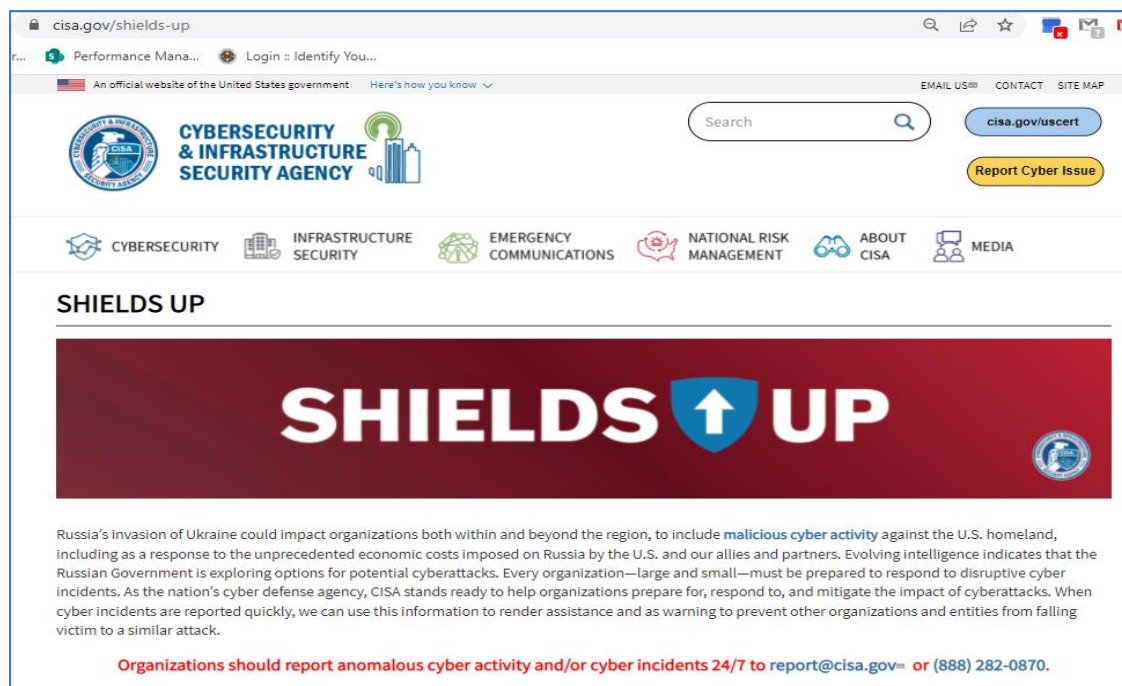 cisa.gov/shields-up
r... Performance Mana... Login :: Identify You...
An official website of the United States government Here's how you know EMAIL US CONTACT SITE MAP
CYBERSECURITY
& INFRASTRUCTURE
SECURITY AGENCY
Search
cisa.gov/uscert
Report Cyber Issue
CYBERSECURITY
INFRASTRUCTURE
SECURITY
EMERGENCY
COMMUNICATIONS
NATIONAL RISK
MANAGEMENT
ABOUT
CISA
MEDIA
SHIELDS UP
SHIELDS UP
Russia's invasion of Ukraine could impact organizations both within and beyond the region, to include malicious cyber activity against the U.S. homeland,
including as a response to the unprecedented economic costs imposed on Russia by the U.S. and our allies and partners. Evolving intelligence indicates that the
Russian Government is exploring options for potential cyberattacks. Every organization—large and small—must be prepared to respond to disruptive cyber
incidents. As the nation's cyber defense agency, CISA stands ready to help organizations prepare for, respond to, and mitigate the impact of cyberattacks. When
cyber incidents are reported quickly, we can use this information to render assistance and as warning to prevent other organizations and entities from falling
victim to a similar attack.
Organizations should report anomalous cyber activity and/or cyber incidents 24/7 to report@cisa.gov or (888) 282-0870.